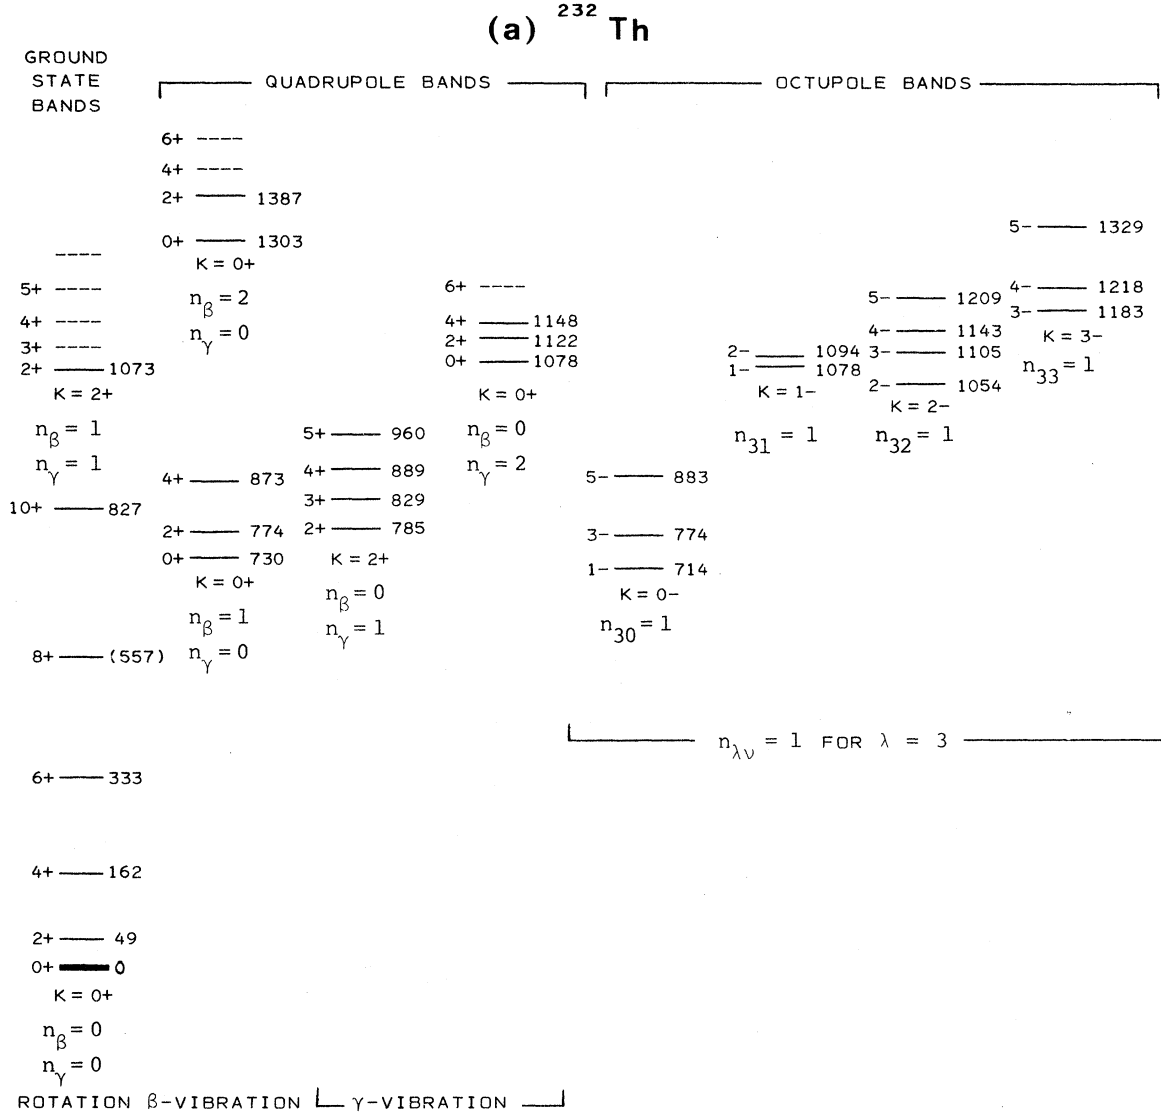 (a) ²³² Th
GROUND
STATE
BANDS
QUADRUPOLE BANDS
OCTUPOLE BANDS
5+
4+
3+
2+ 1073
K = 2+
n_β = 1
n_γ = 1
10+ 827
8+ (557)
6+ 333
4+ 162
2+ 49
0+ 0
K = 0+
n_β = 0
n_γ = 0
6+
4+
2+ 1387
0+ 1303
K = 0+
n_β = 2
n_γ = 0
4+ 873
2+ 774
0+ 730
K = 0+
n_β = 1
n_γ = 0
5+ 960
4+ 889
3+ 829
2+ 785
K = 2+
n_β = 0
n_γ = 1
6+
4+ 1148
2+ 1122
0+ 1078
K = 0+
n_β = 0
n_γ = 2
5- 883
3- 774
1- 714
K = 0-
n₃₀ = 1
2- 1094
1- 1078
K = 1-
n₃₁ = 1
5- 1209
4- 1143
3- 1105
2- 1054
K = 2-
n₃₂ = 1
5- 1329
4- 1218
3- 1183
K = 3-
n₃₃ = 1
n_λν = 1 FOR λ = 3
ROTATION β-VIBRATION γ-VIBRATION